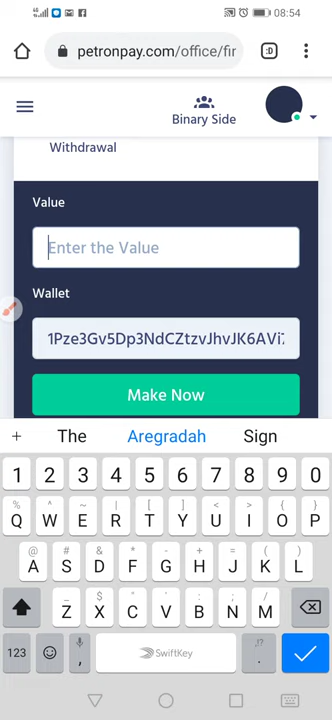 08:54
petronpay.com/office/fir
:D
Binary Side
Withdrawal
Value
Enter the Value
Wallet
1Pze3Gv5Dp3NdCZtzvJhvJK6AVi
Make Now
+ The Aregradah Sign
1 2 3 4 5 6 7 8 9 0
% ^ ~ | [ ] < > { }
Q W E R T Y U I O P
@ # & * - + = ( )
A S D F G H J K L
_ $ " ' : ; /
Z X C V B N M
123 , SwiftKey ,!? .